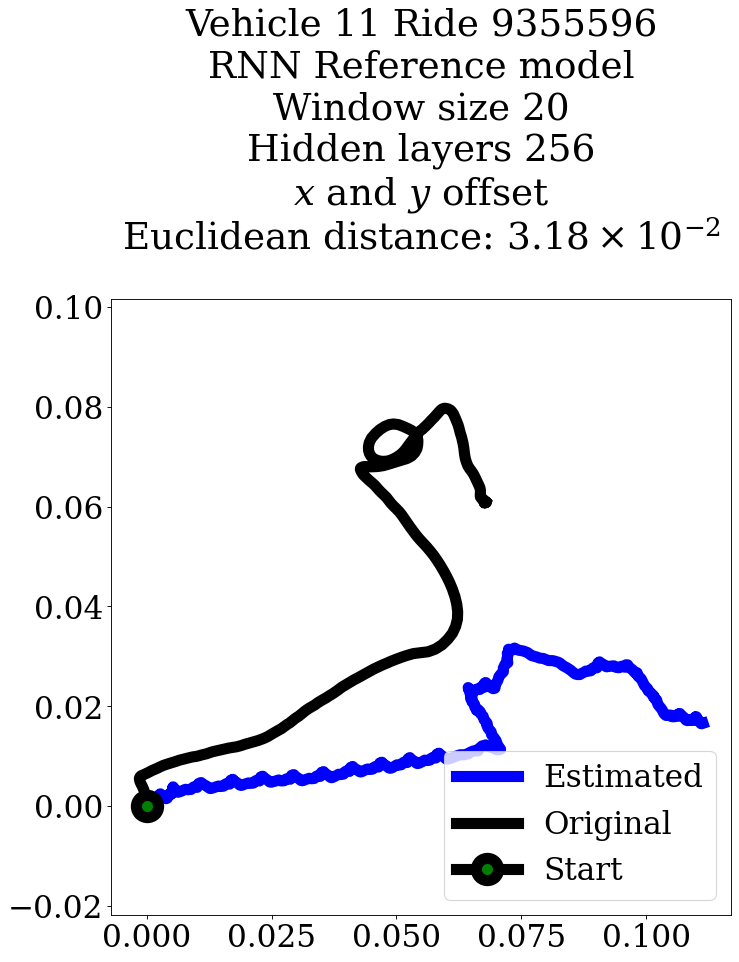 Vehicle 11 Ride 9355596
RNN Reference model
Window size 20
Hidden layers 256
x and y offset
Euclidean distance: 3.18 × 10⁻²
0.10
0.08
0.06
0.04
0.02
0.00
−0.02
Estimated
Original
Start
0.000 0.025 0.050 0.075 0.100